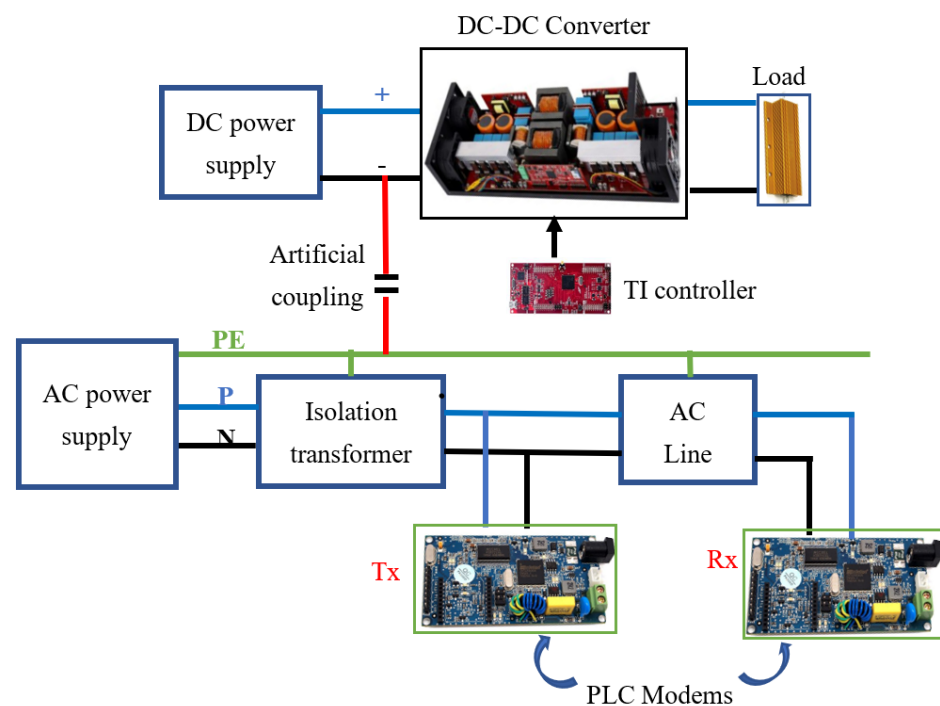 DC-DC Converter
DC power
supply
+
-
Load
Artificial
coupling
TI controller
PE
AC power
supply
P
N
Isolation
transformer
AC
Line
Tx
Rx
PLC Modems